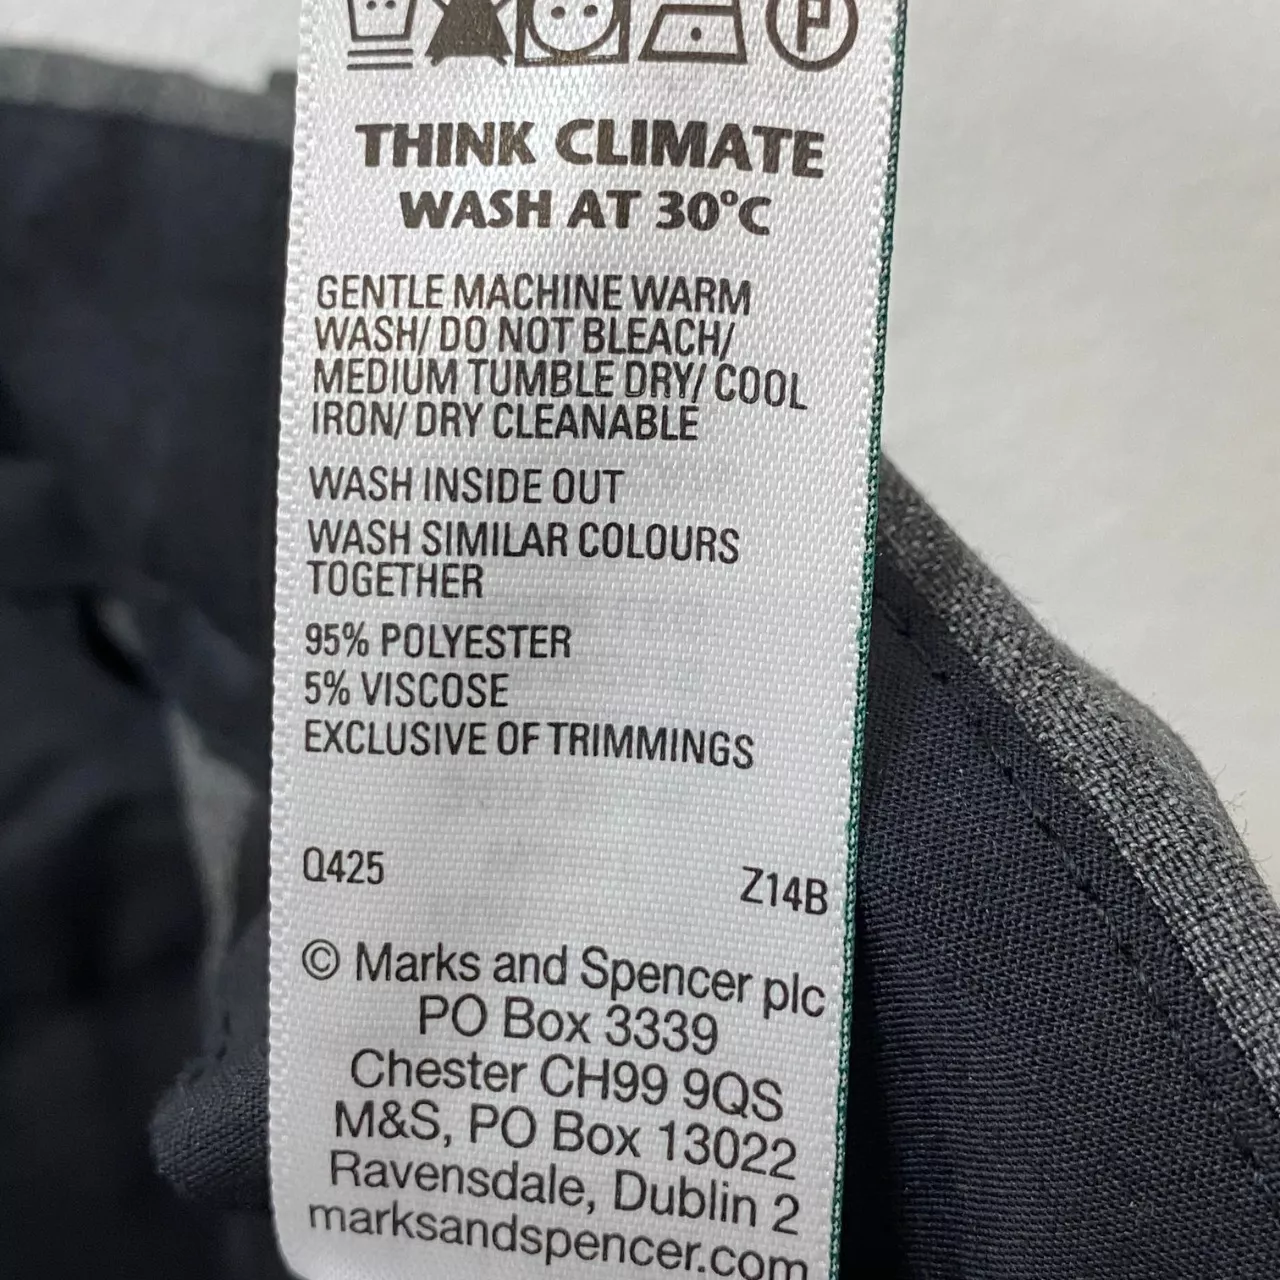 P
THINK CLIMATE
WASH AT 30°C
GENTLE MACHINE WARM
WASH/ DO NOT BLEACH/
MEDIUM TUMBLE DRY/ COOL
IRON/ DRY CLEANABLE
WASH INSIDE OUT
WASH SIMILAR COLOURS
TOGETHER
95% POLYESTER
5% VISCOSE
EXCLUSIVE OF TRIMMINGS
Q425 Z14B
© Marks and Spencer plc
PO Box 3339
Chester CH99 9QS
M&S, PO Box 13022
Ravensdale, Dublin 2
marksandspencer.com